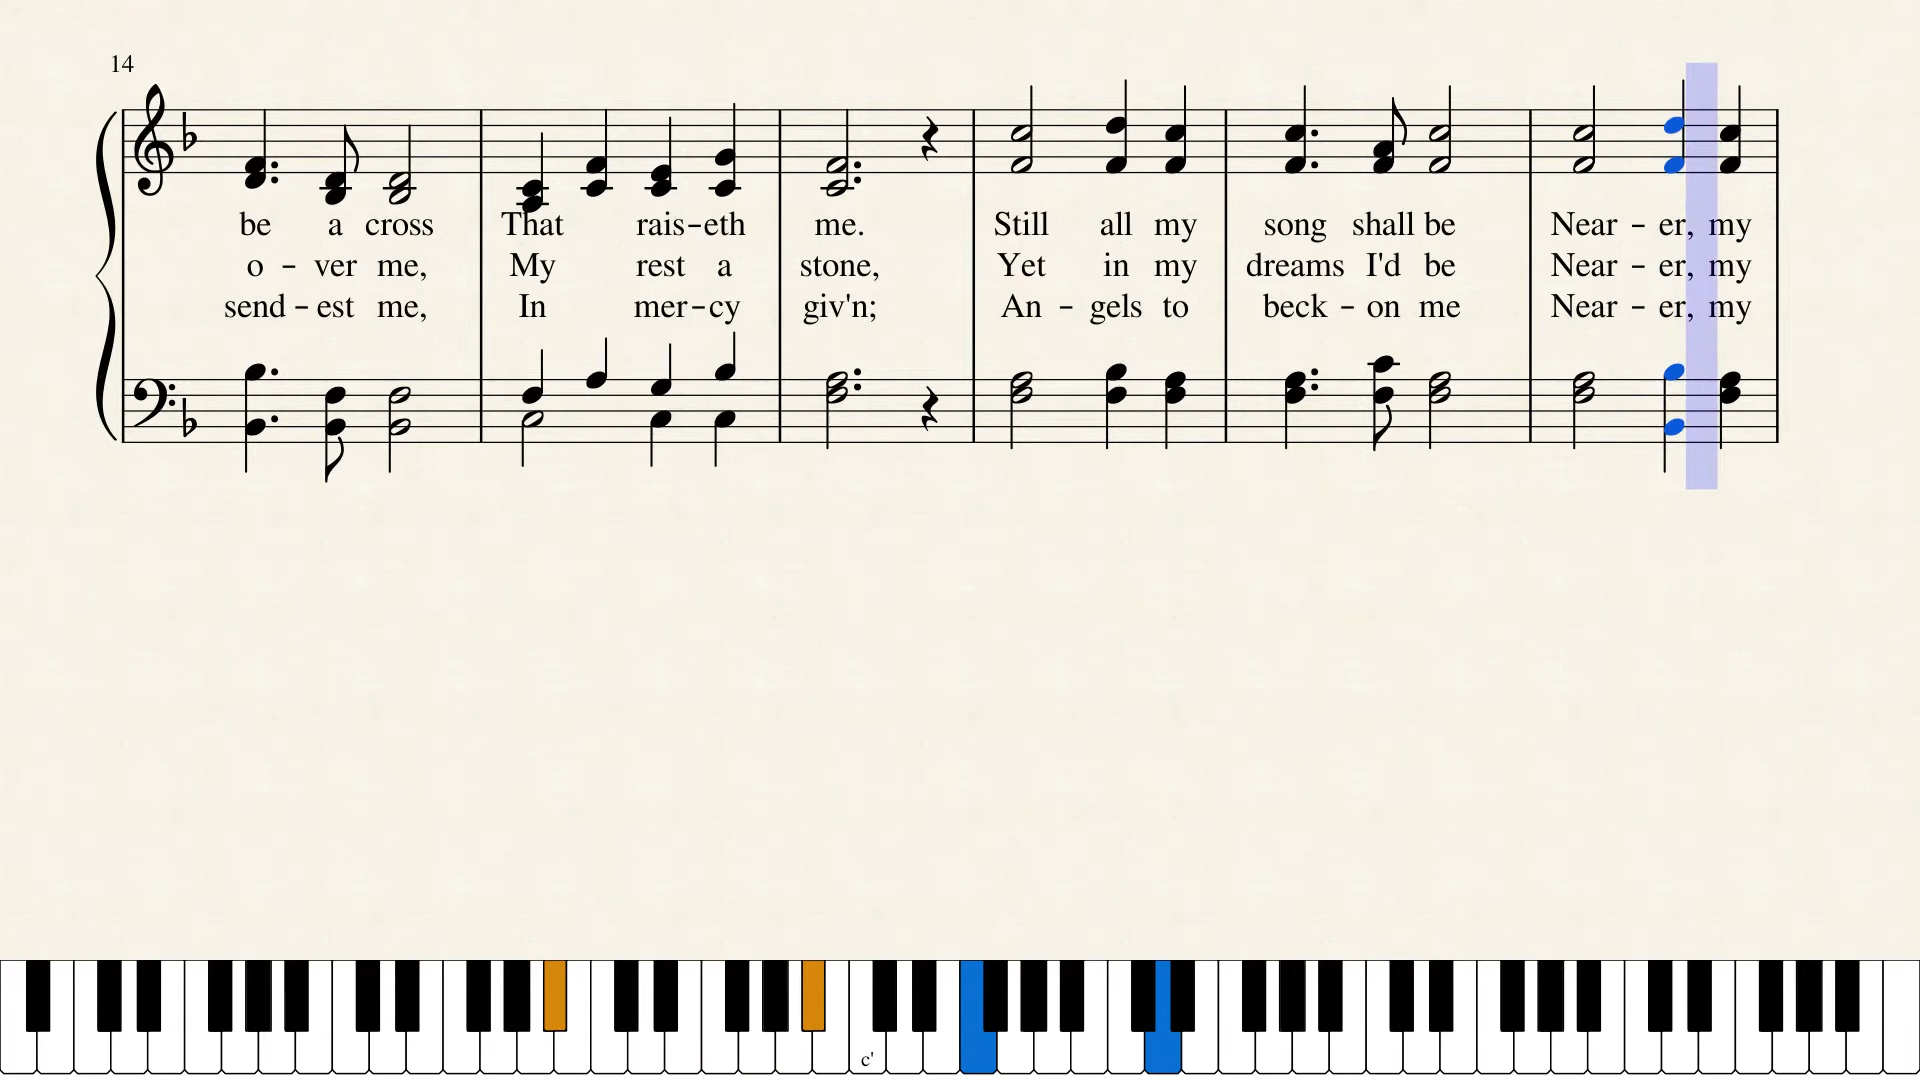 14
be a cross That rais-eth me. Still all my song shall be Near - er, my
o - ver me, My rest a stone, Yet in my dreams I'd be Near - er, my
send - est me, In mer-cy giv'n; An - gels to beck - on me Near - er, my
c'